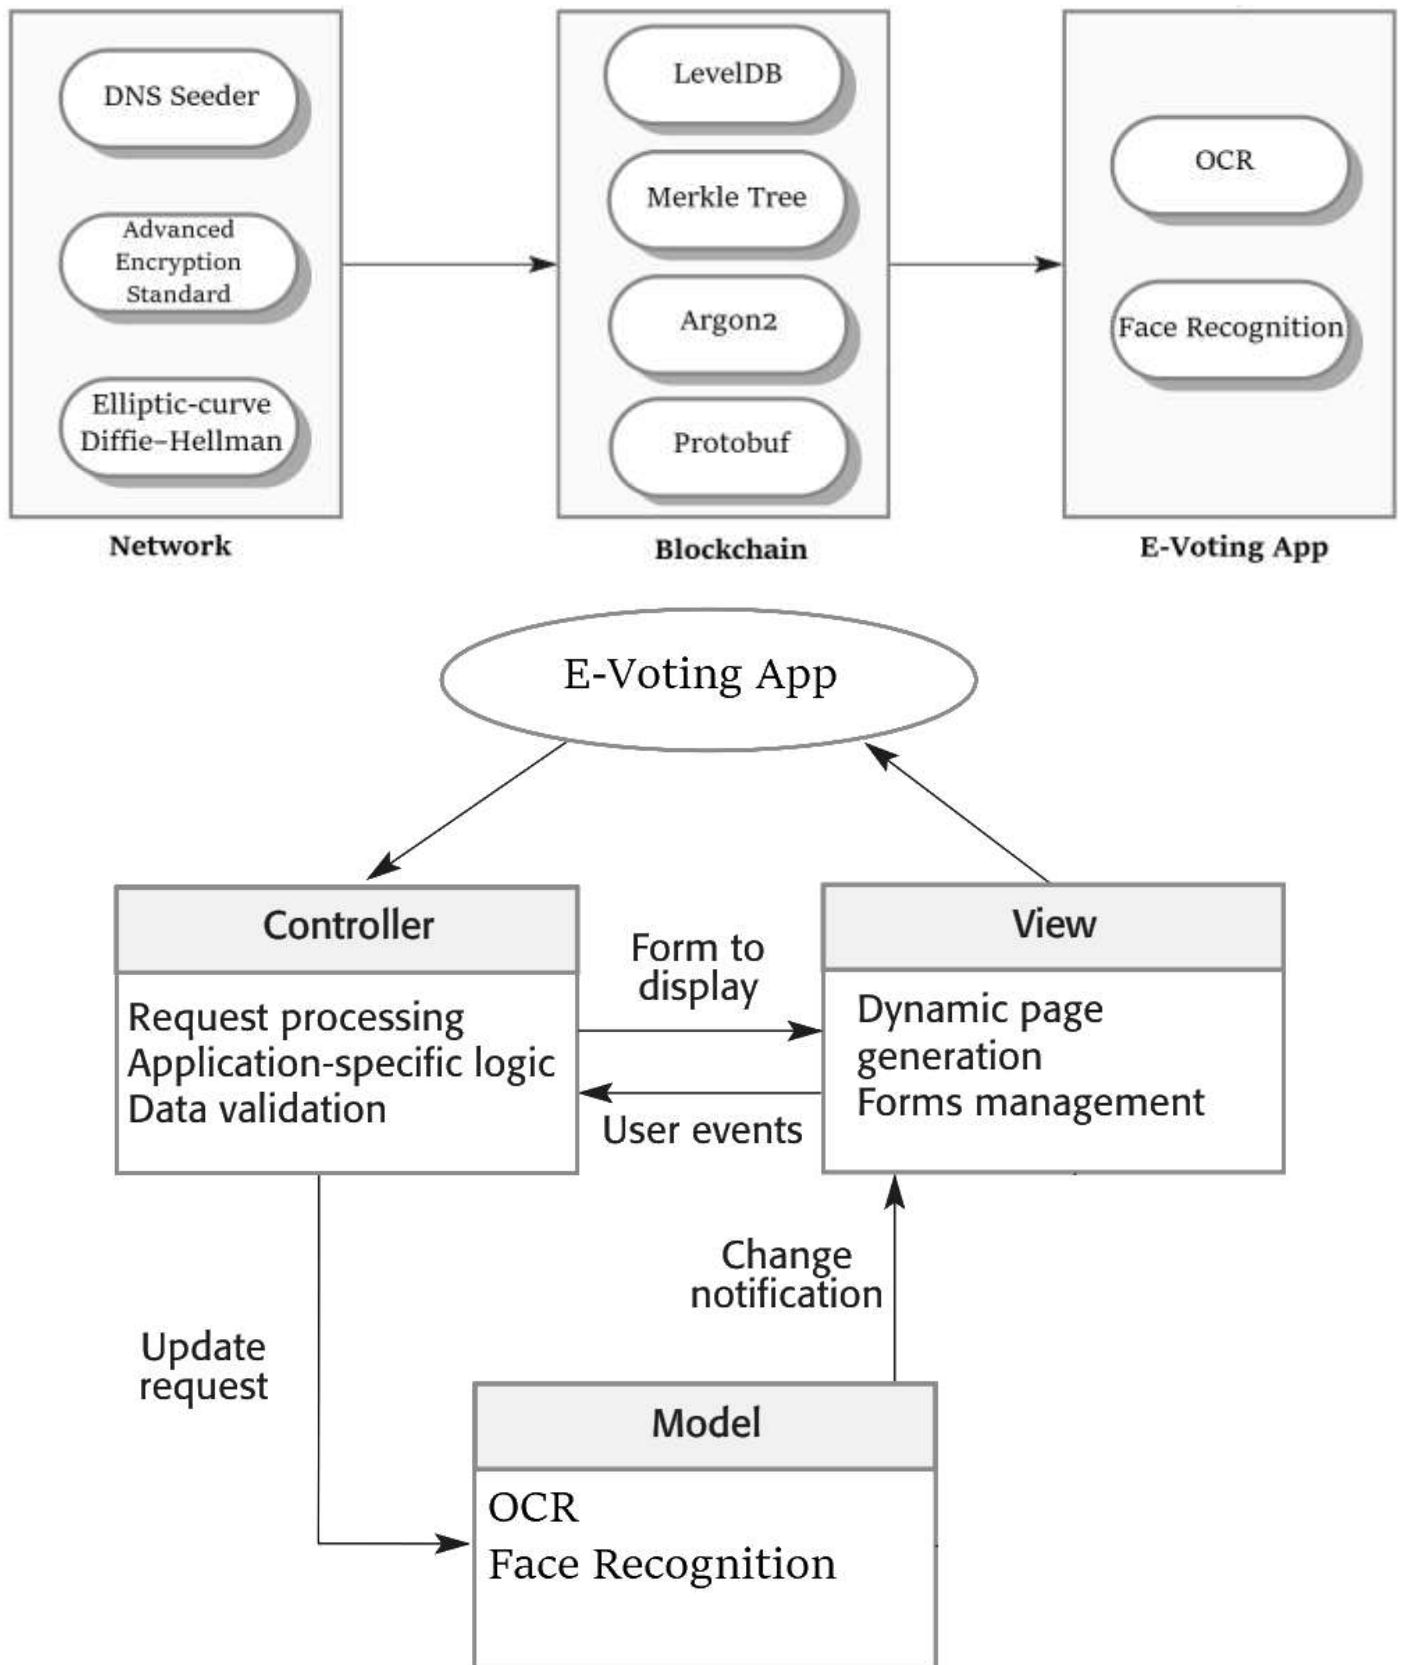 DNS Seeder
Advanced
Encryption
Standard
Elliptic-curve
Diffie–Hellman
Network
LevelDB
Merkle Tree
Argon2
Protobuf
Blockchain
OCR
Face Recognition
E-Voting App
E-Voting App
Controller
Request processing
Application-specific logic
Data validation
Form to
display
User events
View
Dynamic page
generation
Forms management
Change
notification
Update
request
Model
OCR
Face Recognition